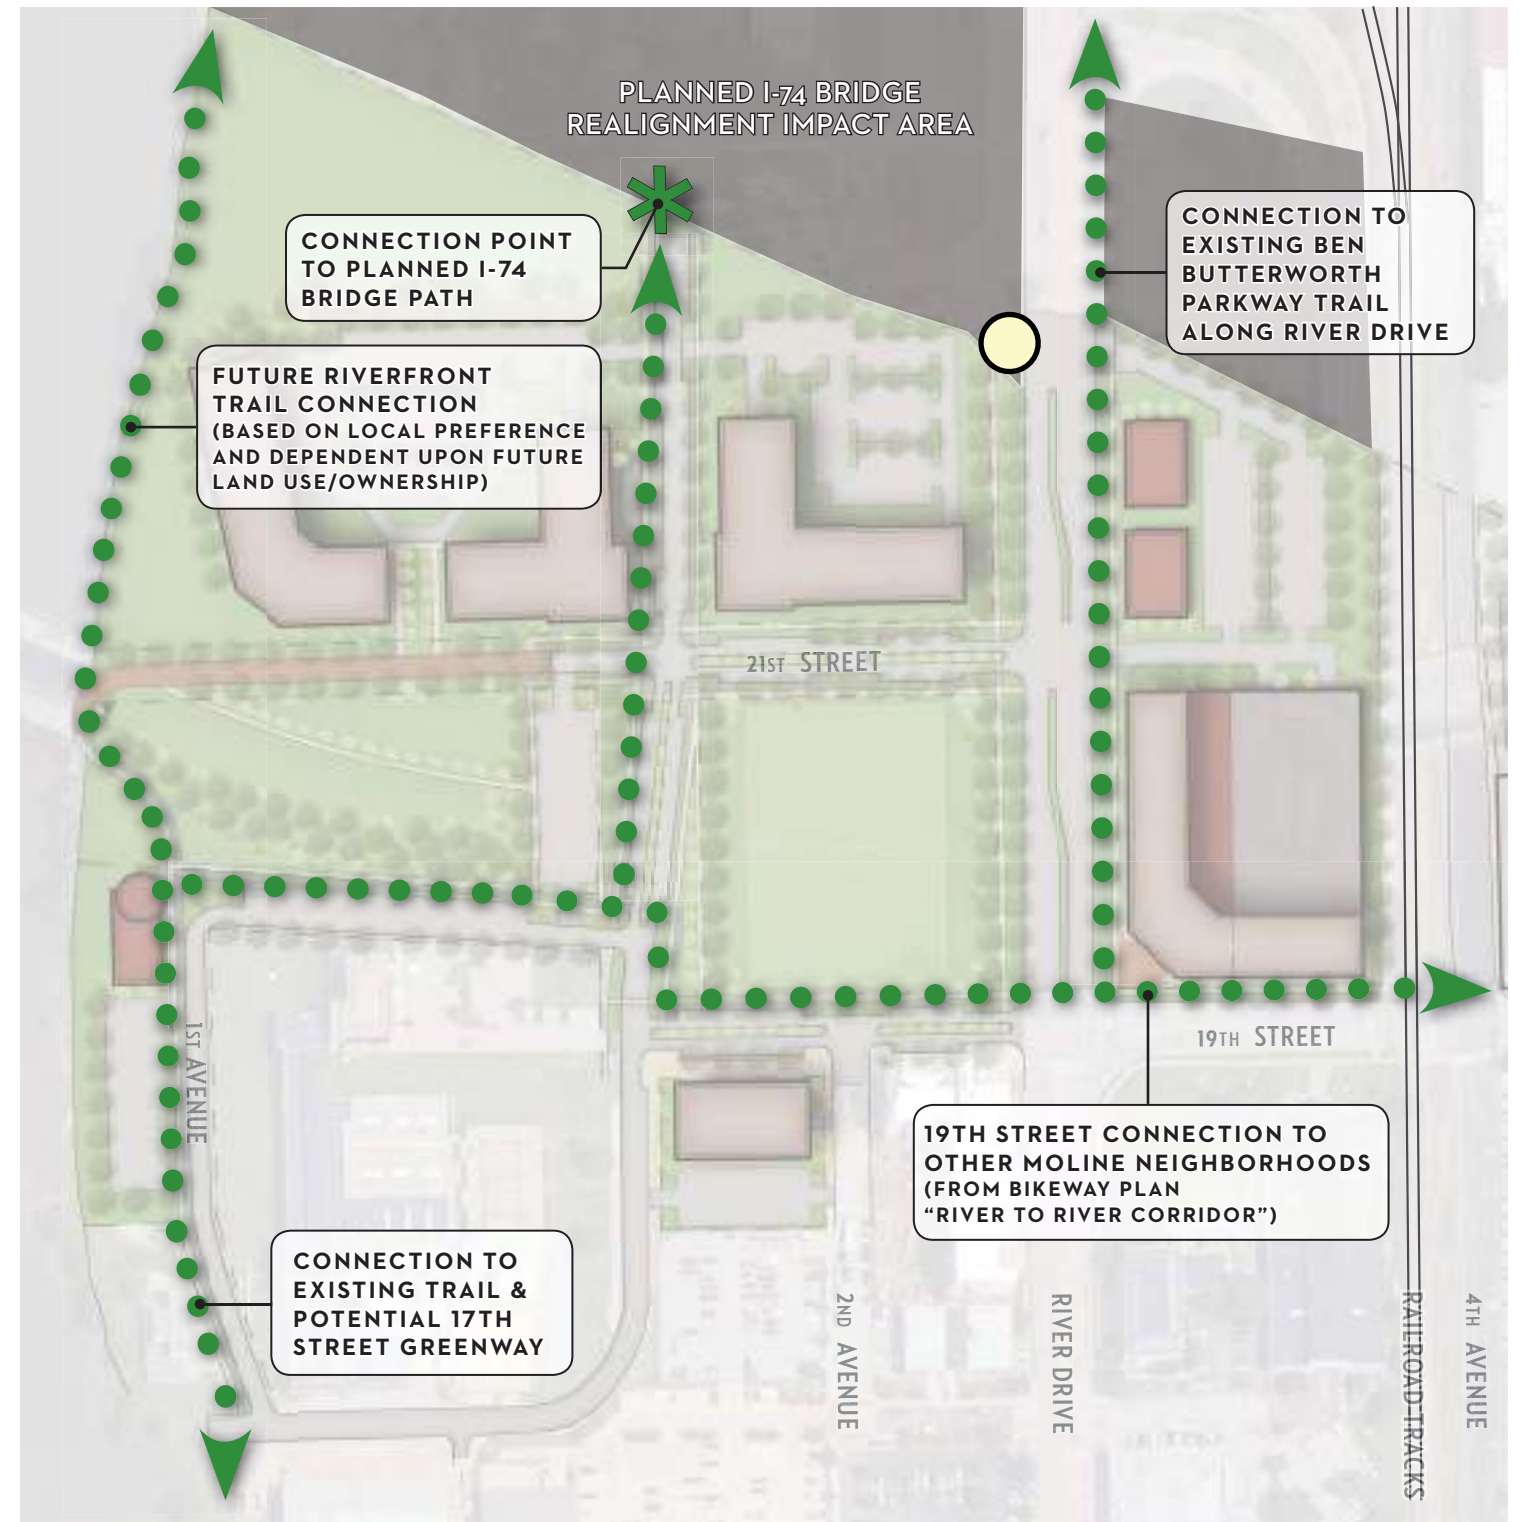 PLANNED I-74 BRIDGE
REALIGNMENT IMPACT AREA
CONNECTION POINT
TO PLANNED I-74
BRIDGE PATH
CONNECTION TO
EXISTING BEN
BUTTERWORTH
PARKWAY TRAIL
ALONG RIVER DRIVE
FUTURE RIVERFRONT
TRAIL CONNECTION
(BASED ON LOCAL PREFERENCE
AND DEPENDENT UPON FUTURE
LAND USE/OWNERSHIP)
21ST STREET
1ST AVENUE
19TH STREET
19TH STREET CONNECTION TO
OTHER MOLINE NEIGHBORHOODS
(FROM BIKEWAY PLAN
“RIVER TO RIVER CORRIDOR”)
CONNECTION TO
EXISTING TRAIL &
POTENTIAL 17TH
STREET GREENWAY
2ND AVENUE
RIVER DRIVE
RAILROAD TRACKS
4TH AVENUE